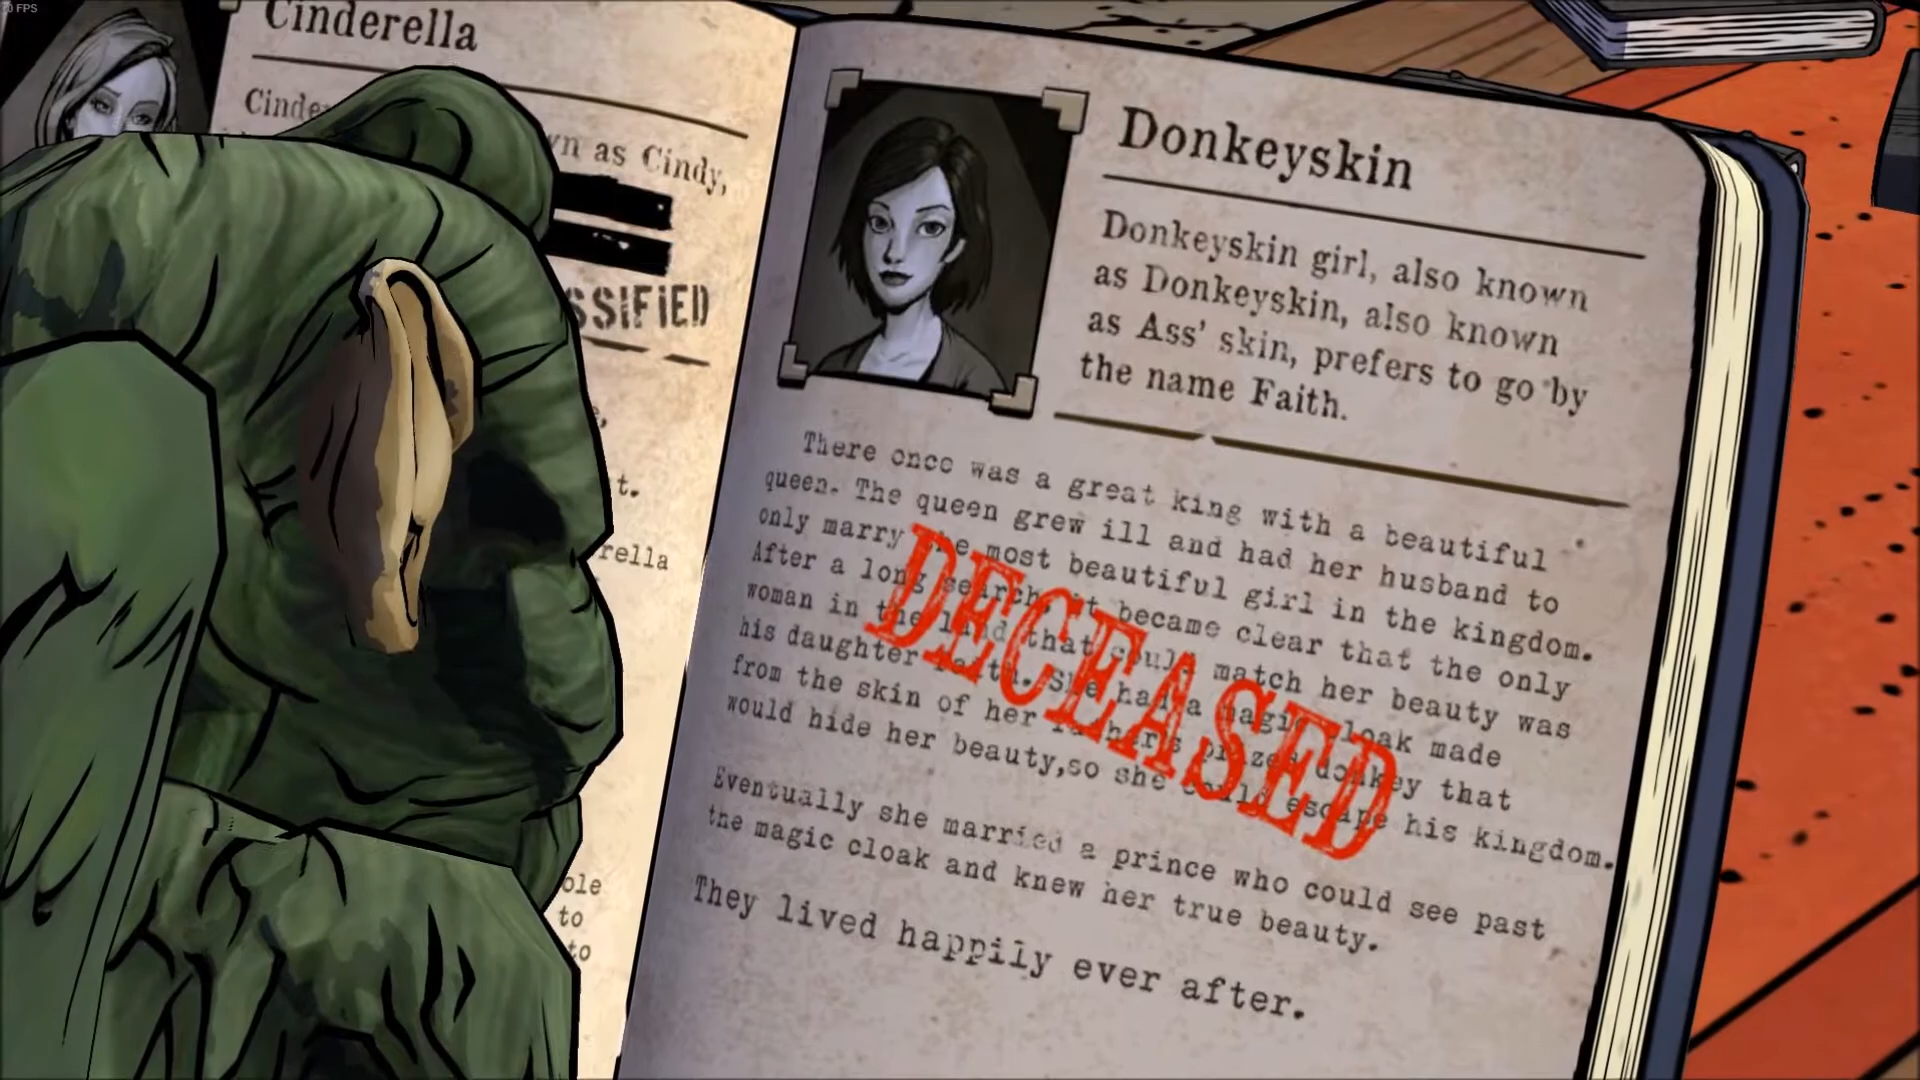 70 FPS
Cinderella
wn as Cindy,
SSIFIED
t.
rella
to
to
Donkeyskin
Donkeyskin girl, also known
as Donkeyskin, also known
as Ass' skin, prefers to go by
the name Faith.
There once was a great king with a beautiful
queen. The queen grew ill and had her husband to
only marry the most beautiful girl in the kingdom.
After a long search, it became clear that the only
woman in the land that could match her beauty was
his daughter Faith. She had a magic cloak made
from the skin of her father's prized donkey that
would hide her beauty,so she could escape his kingdom.
Eventually she married a prince who could see past
the magic cloak and knew her true beauty.
They lived happily ever after.
DECEASED